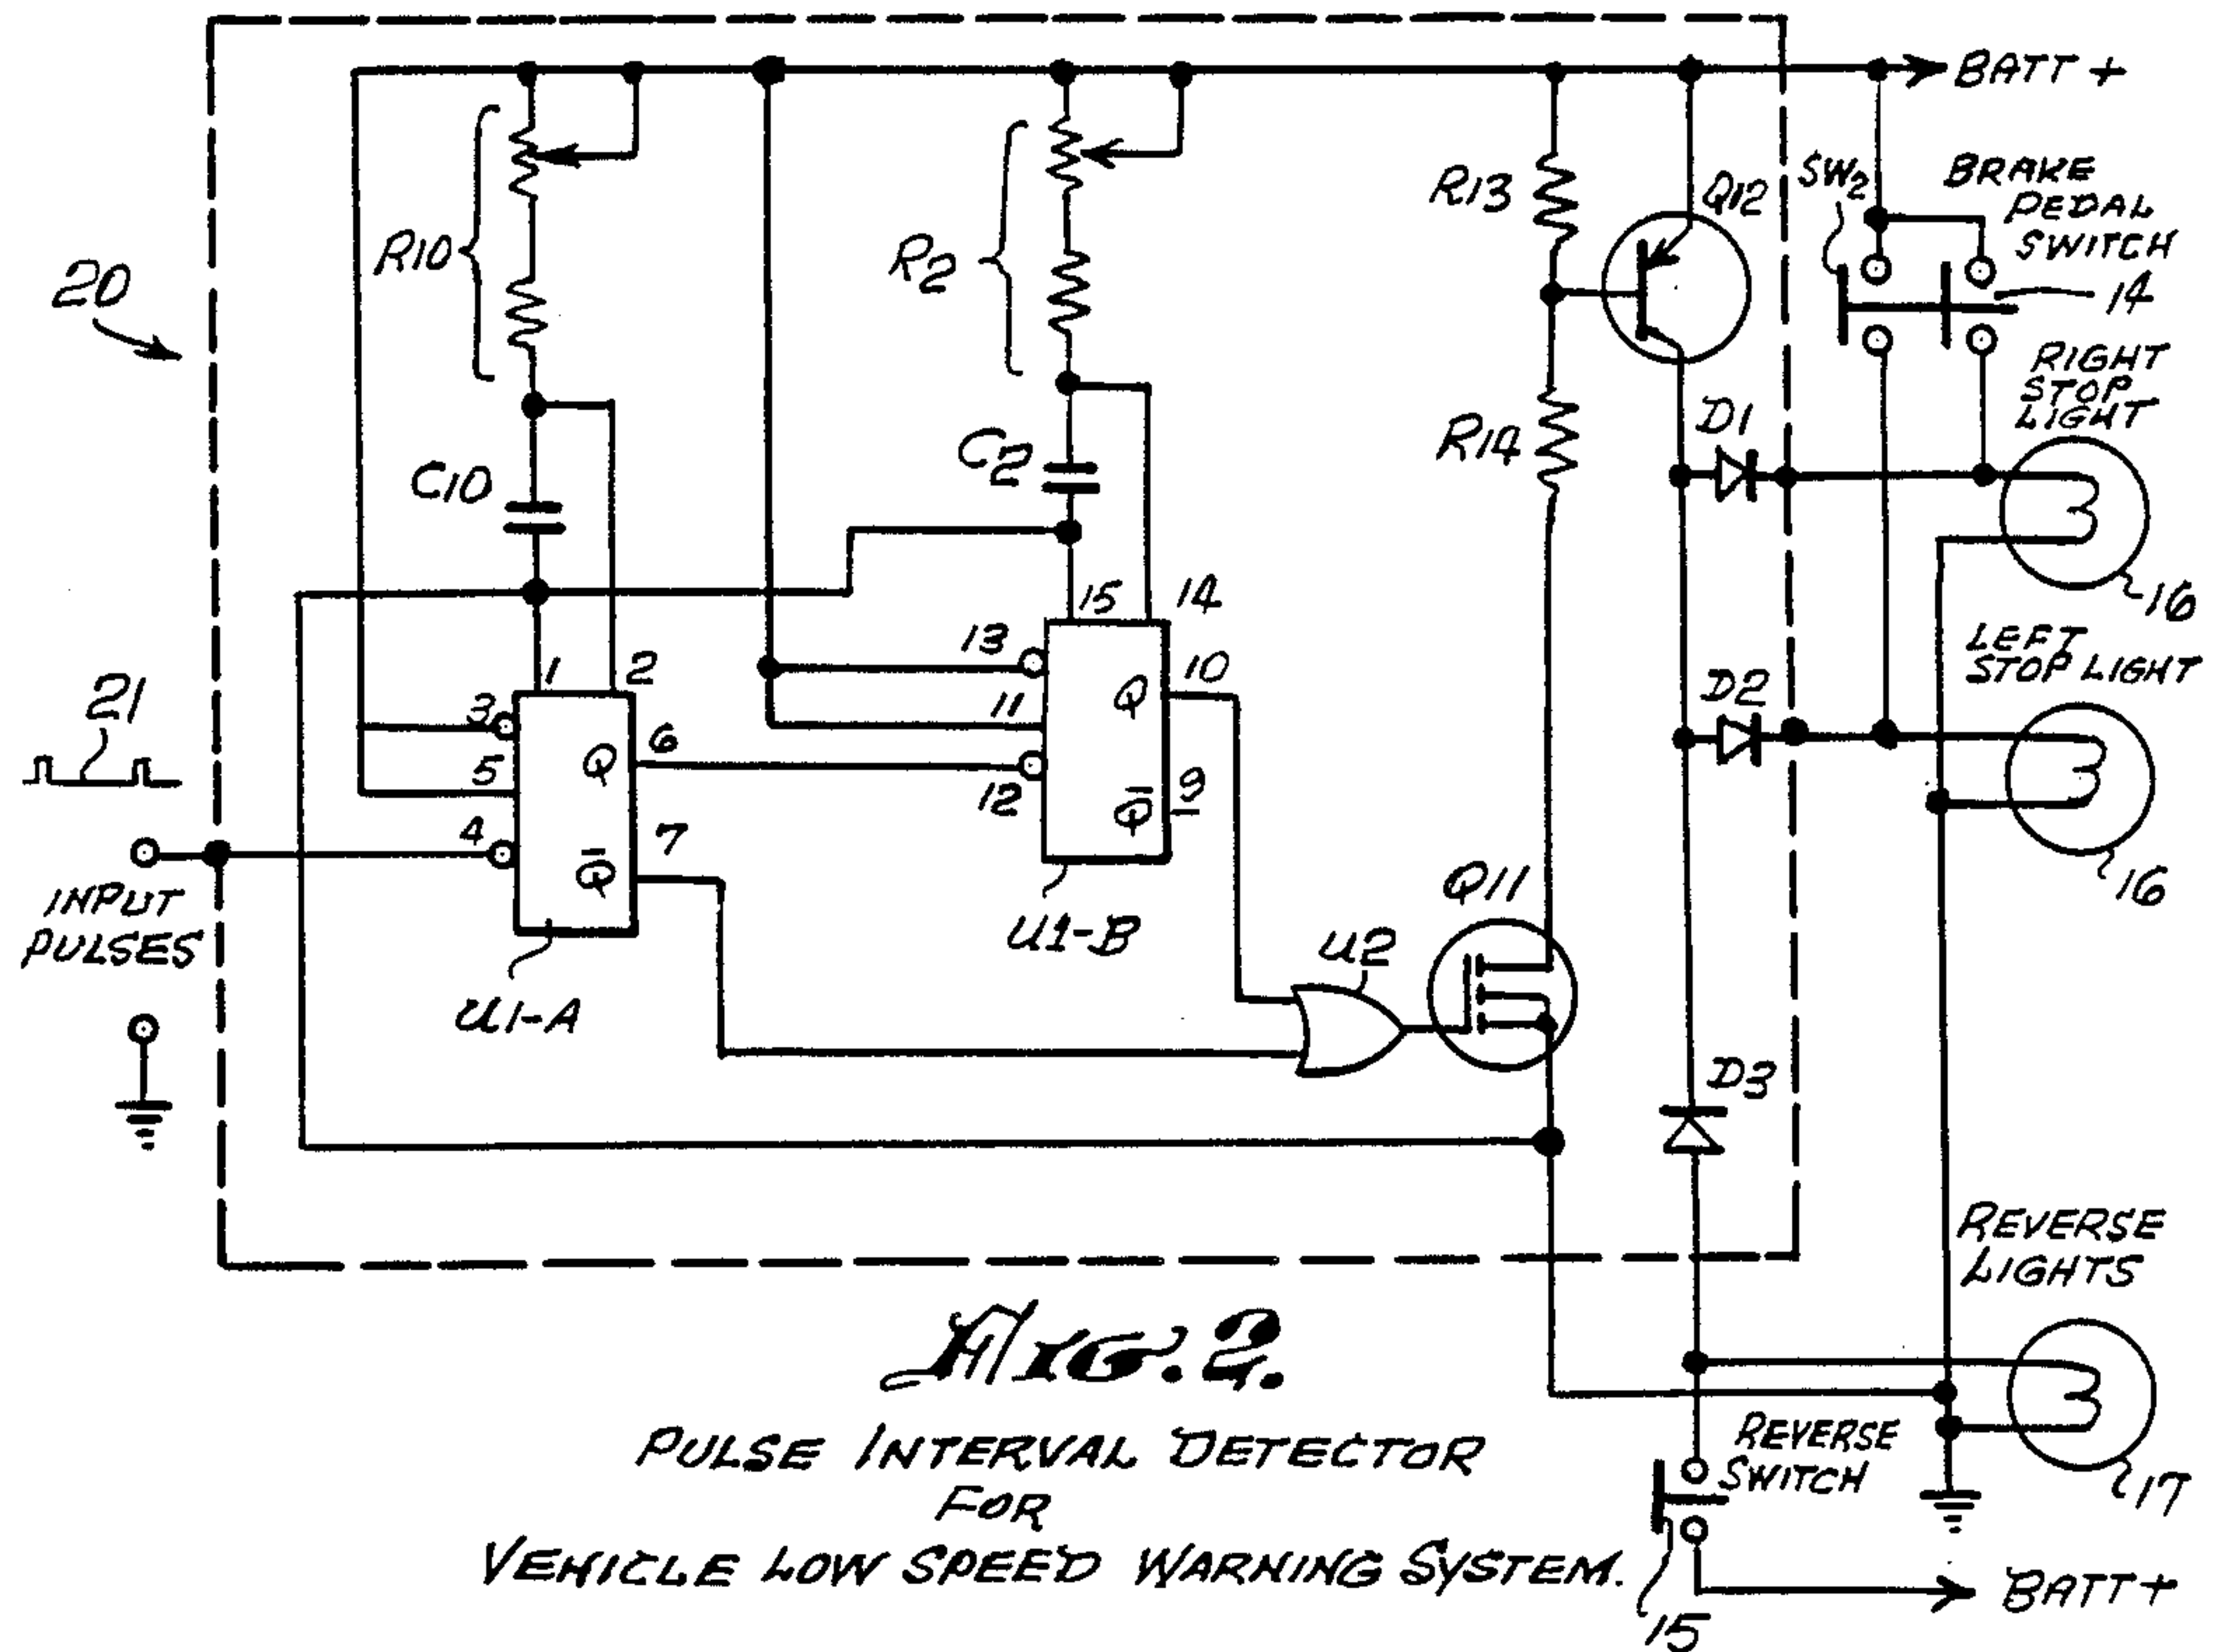 BATT +
R10
R2
R13
Q12
SW2
BRAKE
PEDAL
SWITCH
14
20
C10
C2
R14
D1
RIGHT
STOP
LIGHT
16
15
14
13
10
11
Q
12
Q̅
9
U1-B
LEFT
STOP LIGHT
D2
16
21
1
2
3
5
Q
6
4
Q̅
7
U1-A
INPUT
PULSES
U2
Q11
D3
REVERSE
LIGHTS
17
REVERSE
SWITCH
15
BATT +
FIG. 2.
PULSE INTERVAL DETECTOR
FOR
VEHICLE LOW SPEED WARNING SYSTEM.